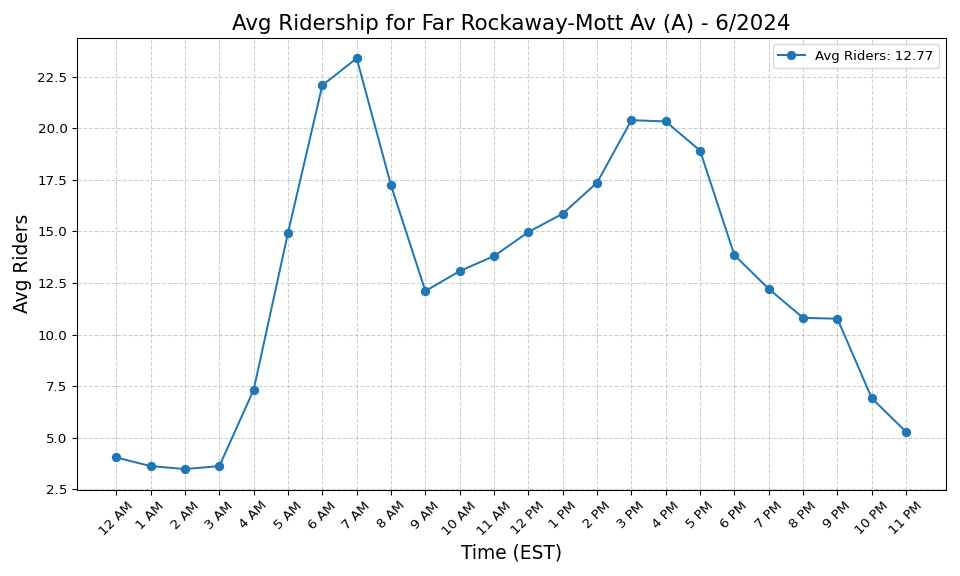 Avg Ridership for Far Rockaway-Mott Av (A) - 6/2024
Avg Riders: 12.77
22.5
20.0
17.5
15.0
12.5
10.0
7.5
5.0
2.5
Avg Riders
12 AM
1 AM
2 AM
3 AM
4 AM
5 AM
6 AM
7 AM
8 AM
9 AM
10 AM
11 AM
12 PM
1 PM
2 PM
3 PM
4 PM
5 PM
6 PM
7 PM
8 PM
9 PM
10 PM
11 PM
Time (EST)